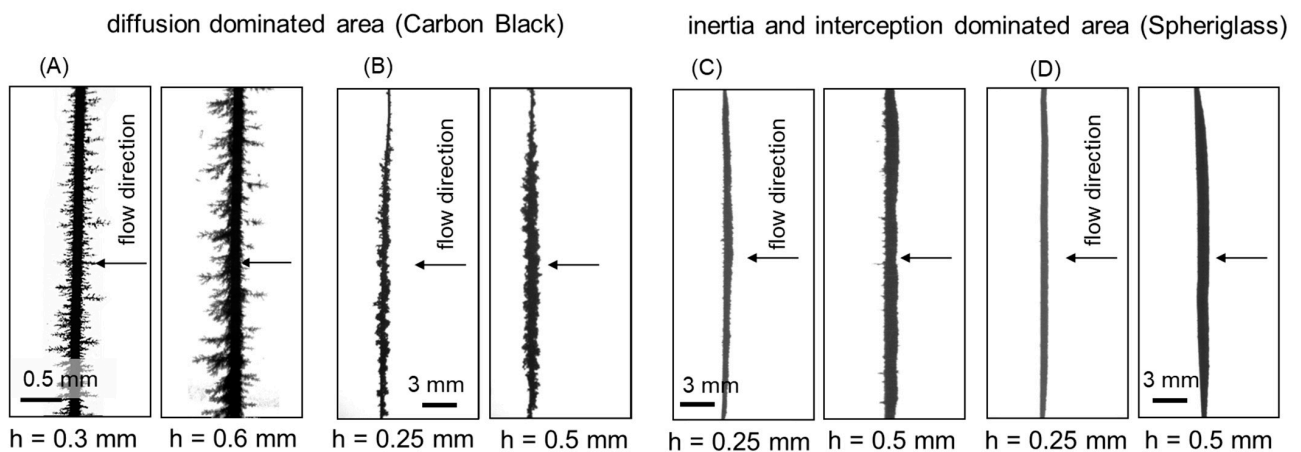 diffusion dominated area (Carbon Black)
inertia and interception dominated area (Spheriglass)
(A)
(B)
(C)
(D)
flow direction
flow direction
flow direction
flow direction
0.5 mm
3 mm
3 mm
3 mm
h = 0.3 mm
h = 0.6 mm
h = 0.25 mm
h = 0.5 mm
h = 0.25 mm
h = 0.5 mm
h = 0.25 mm
h = 0.5 mm